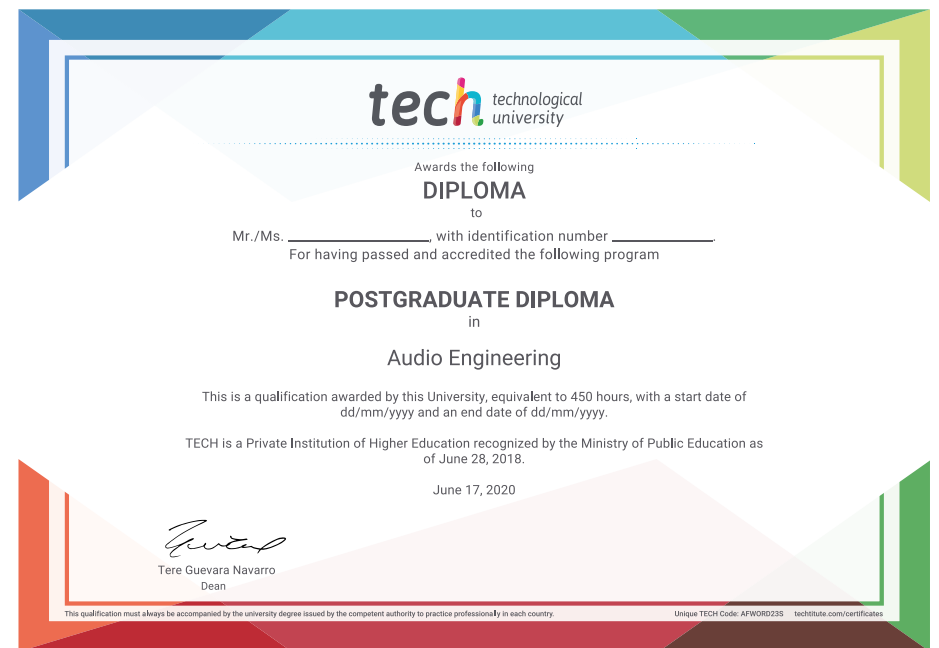 tech technological
university
Awards the following
DIPLOMA
to
Mr./Ms. ____________________, with identification number ______________.
For having passed and accredited the following program
POSTGRADUATE DIPLOMA
in
Audio Engineering
This is a qualification awarded by this University, equivalent to 450 hours, with a start date of
dd/mm/yyyy and an end date of dd/mm/yyyy.
TECH is a Private Institution of Higher Education recognized by the Ministry of Public Education as
of June 28, 2018.
June 17, 2020
Tere Guevara Navarro
Dean
This qualification must always be accompanied by the university degree issued by the competent authority to practice professionally in each country. Unique TECH Code: AFWORD23S techtitute.com/certificates